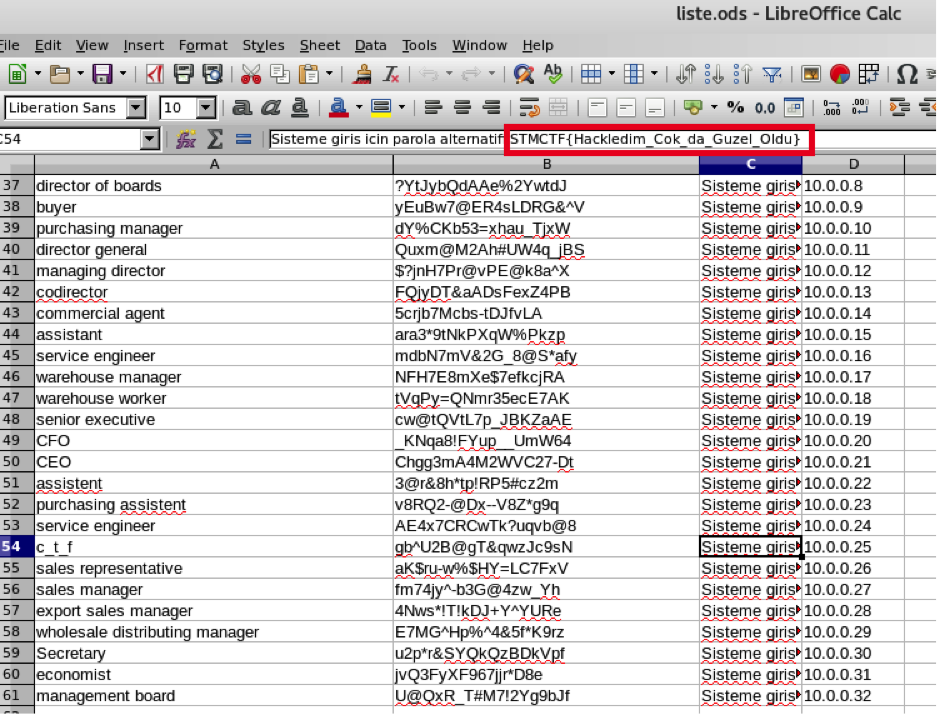 liste.ods - LibreOffice Calc
File Edit View Insert Format Styles Sheet Data Tools Window Help
Liberation Sans 10
C54 Sisteme giris icin parola alternatif STMCTF{Hackledim_Cok_da_Guzel_Oldu}
A B C D
37 director of boards ?YtJybQdAAe%2YwtdJ Sisteme giris 10.0.0.8
38 buyer yEuBw7@ER4sLDRG&^V Sisteme giris 10.0.0.9
39 purchasing manager dY%CKb53=xhau_TjxW Sisteme giris 10.0.0.10
40 director general Quxm@M2Ah#UW4q_jBS Sisteme giris 10.0.0.11
41 managing director $?jnH7Pr@vPE@k8a^X Sisteme giris 10.0.0.12
42 codirector FQjyDT&aADsFexZ4PB Sisteme giris 10.0.0.13
43 commercial agent 5crjb7Mcbs-tDJfvLA Sisteme giris 10.0.0.14
44 assistant ara3*9tNkPXqW%Pkzp Sisteme giris 10.0.0.15
45 service engineer mdbN7mV&2G_8@S*afy Sisteme giris 10.0.0.16
46 warehouse manager NFH7E8mXe$7efkcjRA Sisteme giris 10.0.0.17
47 warehouse worker tVqPy=QNmr35ecE7AK Sisteme giris 10.0.0.18
48 senior executive cw@tQVtL7p_JBKZaAE Sisteme giris 10.0.0.19
49 CFO _KNqa8!FYup__UmW64 Sisteme giris 10.0.0.20
50 CEO Chgg3mA4M2WVC27-Dt Sisteme giris 10.0.0.21
51 assistent 3@r&8h*tp!RP5#cz2m Sisteme giris 10.0.0.22
52 purchasing assistent v8RQ2-@Dx--V8Z*g9q Sisteme giris 10.0.0.23
53 service engineer AE4x7CRCwTk?uqvb@8 Sisteme giris 10.0.0.24
54 c_t_f gb^U2B@gT&qwzJc9sN Sisteme giris 10.0.0.25
55 sales representative aK$ru-w%$HY=LC7FxV Sisteme giris 10.0.0.26
56 sales manager fm74jy^-b3G@4zw_Yh Sisteme giris 10.0.0.27
57 export sales manager 4Nws*!T!kDJ+Y^YURe Sisteme giris 10.0.0.28
58 wholesale distributing manager E7MG^Hp%^4&5f*K9rz Sisteme giris 10.0.0.29
59 Secretary u2p*r&SYQkQzBDkVpf Sisteme giris 10.0.0.30
60 economist jvQ3FyXF967jjr*D8e Sisteme giris 10.0.0.31
61 management board U@QxR_T#M7!2Yg9bJf Sisteme giris 10.0.0.32